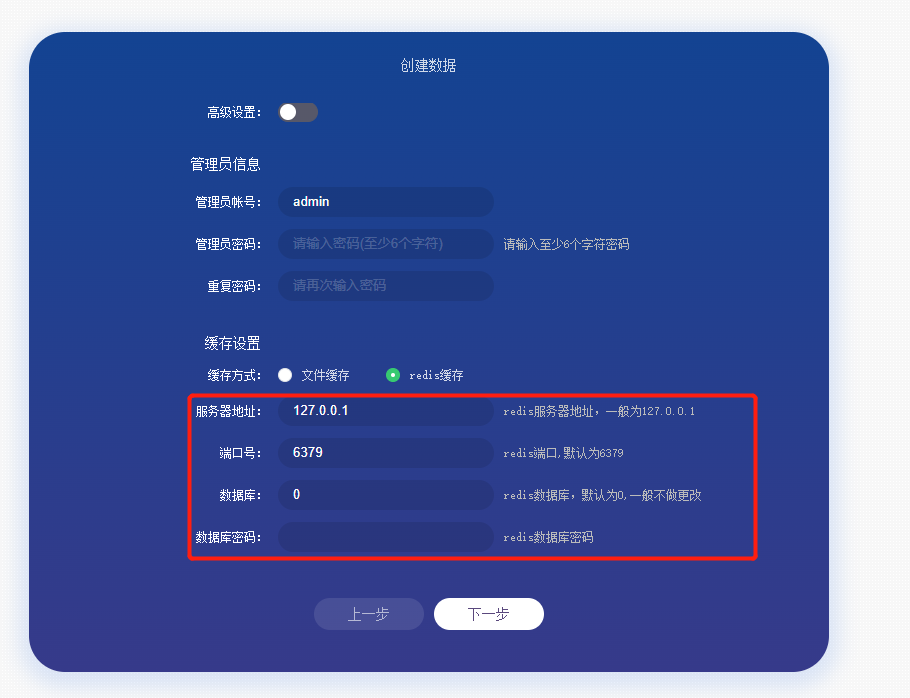 创建数据
高级设置:
管理员信息
管理员帐号: admin
管理员密码: 请输入密码(至少6个字符) 请输入至少6个字符密码
重复密码: 请再次输入密码
缓存设置
缓存方式: 文件缓存 redis缓存
服务器地址: 127.0.0.1 redis服务器地址，一般为127.0.0.1
端口号: 6379 redis端口,默认为6379
数据库: 0 redis数据库，默认为0,一般不做更改
数据库密码: redis数据库密码
上一步 下一步